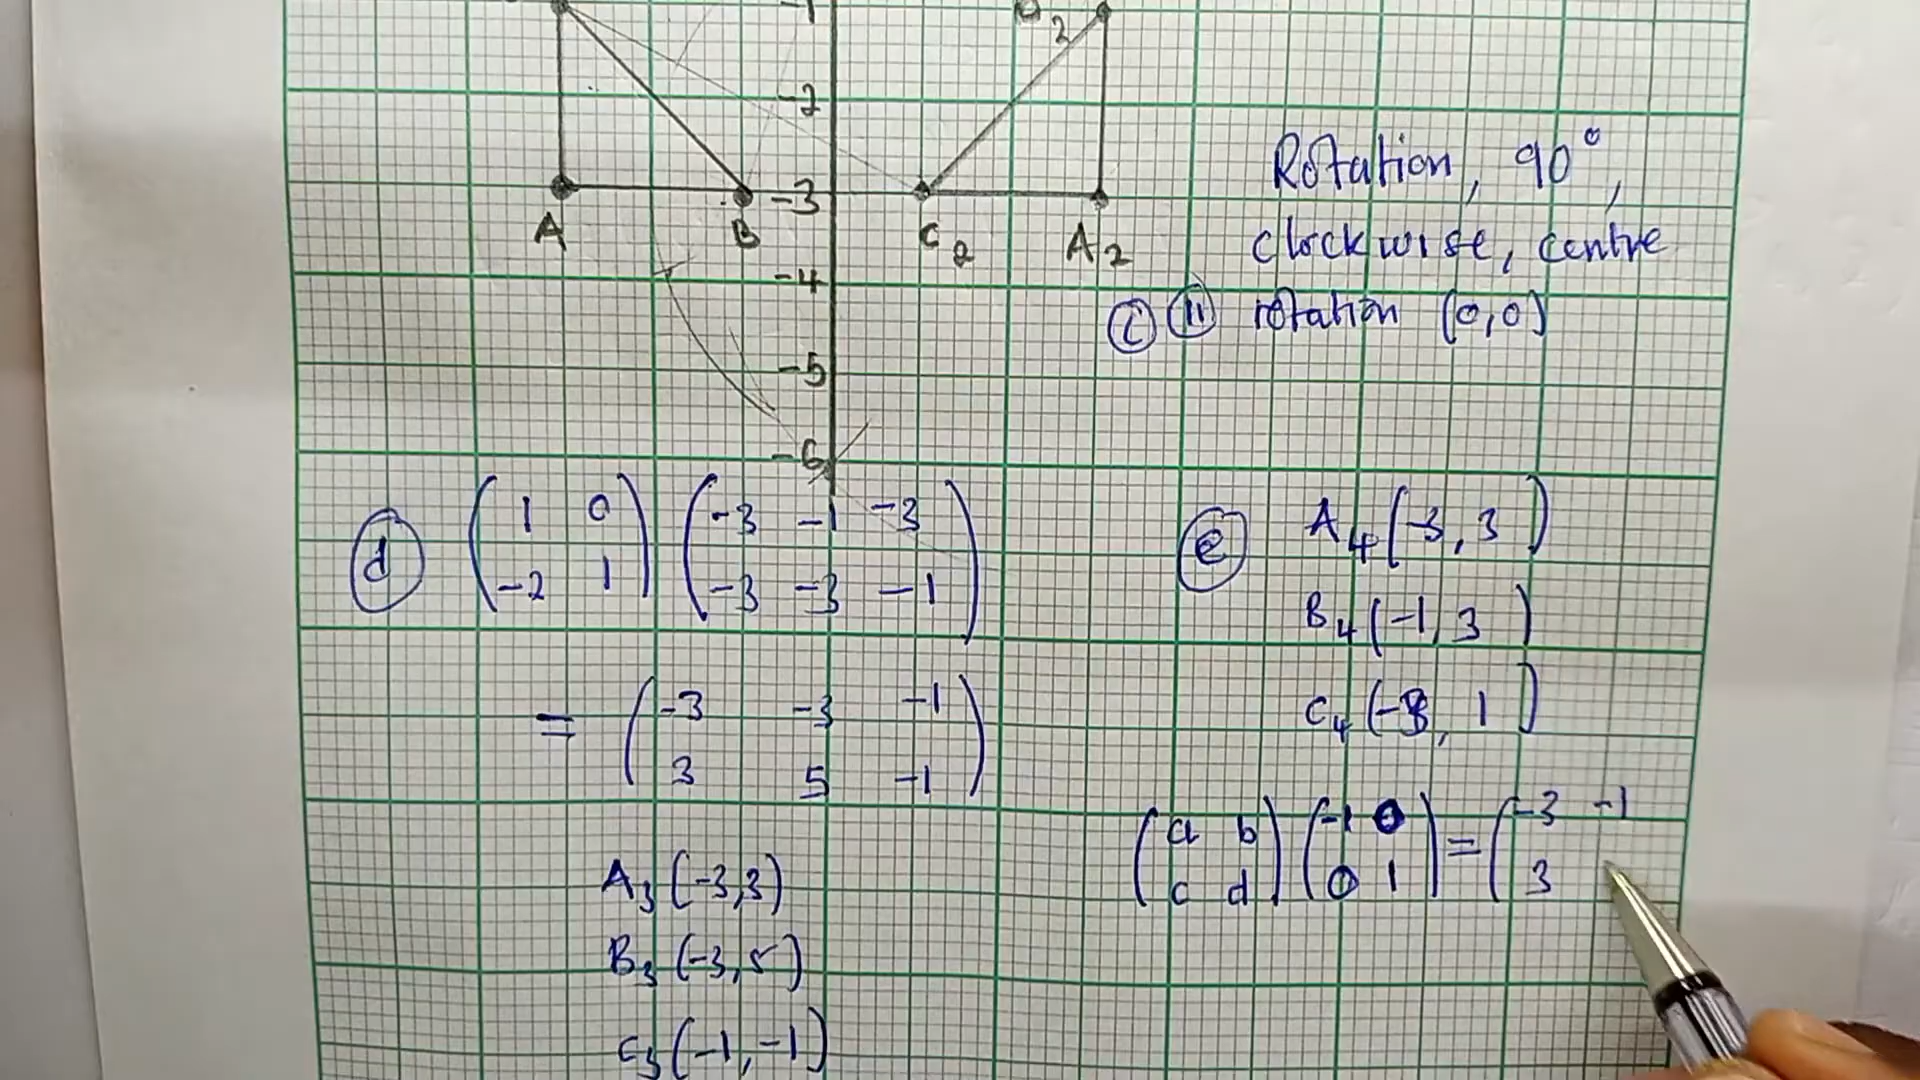 -1
2
-2
-3
A B C2 A2
-4
-5
-6
Rotation, 90°,
clockwise, centre
(C) (ii) rotation (0,0)
(d) ( 1 0 ) ( -3 -1 -3 )
( -2 1 ) ( -3 -3 -1 )
= ( -3 -3 -1 )
( 3 5 -1 )
A3 (-3,3)
B3 (-3,5)
C3 (-1,-1)
(e) A4 (-3, 3)
B4 (-1, 3)
C4 (-3, 1)
( a b ) ( -1 0 ) = ( -3 -1
( c d ) ( 0 1 ) ( 3